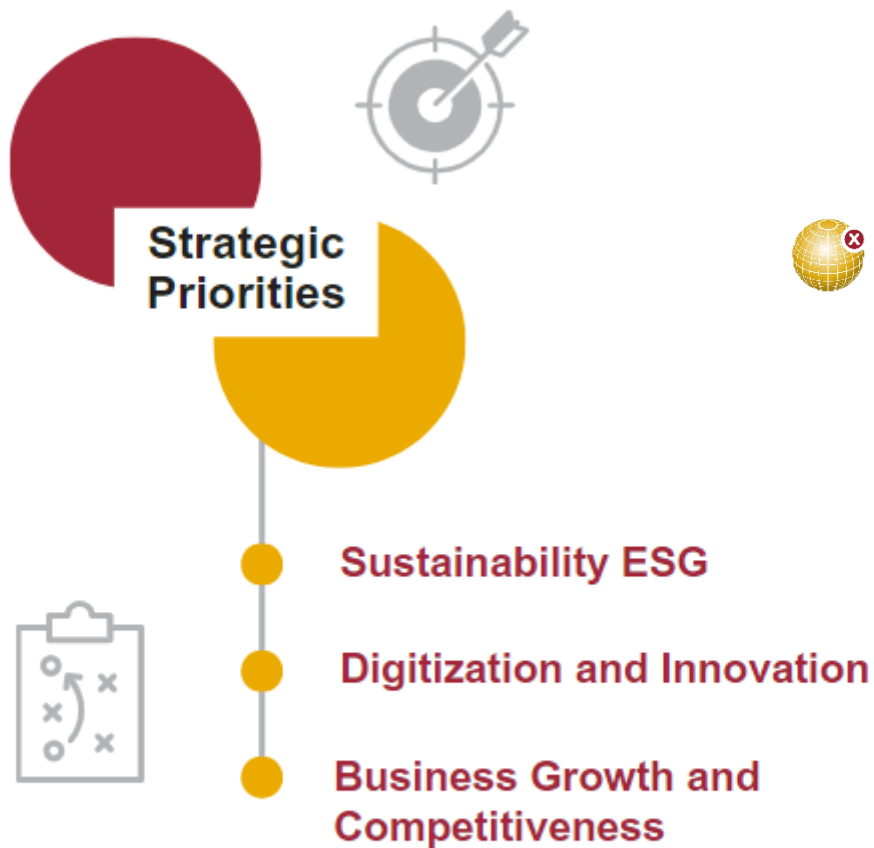 Strategic
Priorities
Sustainability ESG
Digitization and Innovation
Business Growth and
Competitiveness